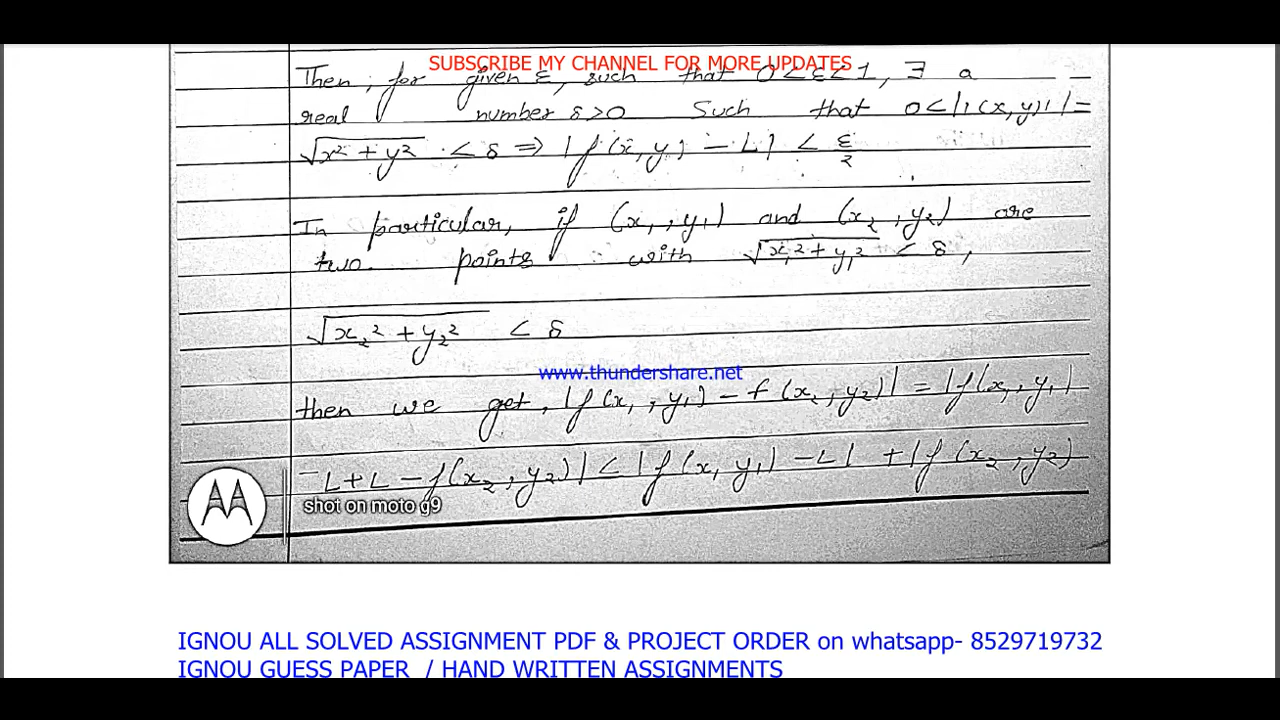 SUBSCRIBE MY CHANNEL FOR MORE UPDATES
Then, for given ε, such that 0<ε<1, ∃ a
real number δ>0 Such that 0<|(x,y)| =
√x² + y² < δ ⇒ |f(x,y) - L| < ε/2
In particular, if (x₁, y₁) and (x₂, y₂) are
two points with √x₁² + y₁² < δ,
√x₂² + y₂² < δ
www.thundershare.net
then we get, |f(x₁, y₁) - f(x₂, y₂)| = |f(x₁, y₁)
-L+L - f(x₂, y₂)| < |f(x, y₁) - L| + |f(x₂, y₂)
shot on moto g9
IGNOU ALL SOLVED ASSIGNMENT PDF & PROJECT ORDER on whatsapp- 8529719732
IGNOU GUESS PAPER / HAND WRITTEN ASSIGNMENTS